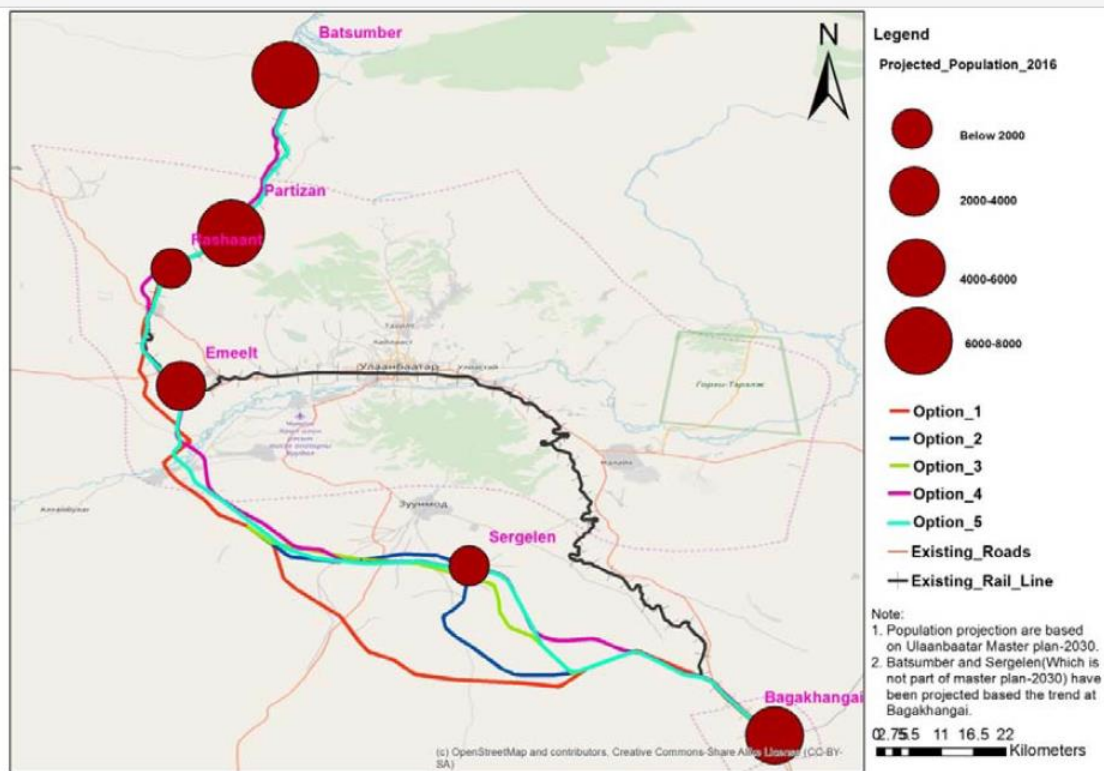 Batsumber
N
Partizan
Rashaant
Emeelt
Улаанбаатар
Горхи-Тэрэлж
Зуунмод
Sergelen
Bagakhangai
(c) OpenStreetMap and contributors, Creative Commons-Share Alike License (CC-BY-
SA)
Legend
Projected_Population_2016
Below 2000
2000-4000
4000-6000
6000-8000
Option_1
Option_2
Option_3
Option_4
Option_5
Existing_Roads
Existing_Rail_Line
Note:
1. Population projection are based
on Ulaanbaatar Master plan-2030.
2. Batsumber and Sergelen(Which is
not part of master plan-2030) have
been projected based the trend at
Bagakhangai.
0 2.75 5.5 11 16.5 22
Kilometers